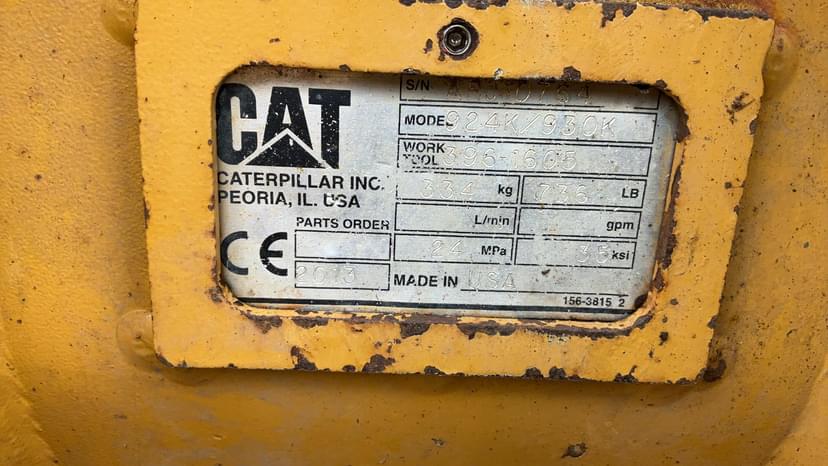 CAT
CATERPILLAR INC.
PEORIA, IL. USA
S/N
MODEL 924K/930K
WORK TOOL 396-1605
334 kg 736 LB
L/min gpm
PARTS ORDER
24 MPa 35 ksi
CE
2013
MADE IN USA
156-3815 2